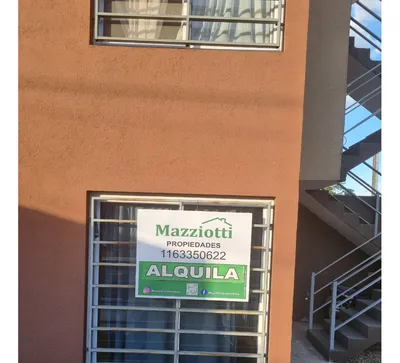 Mazziotti
PROPIEDADES
1163350622
ALQUILA